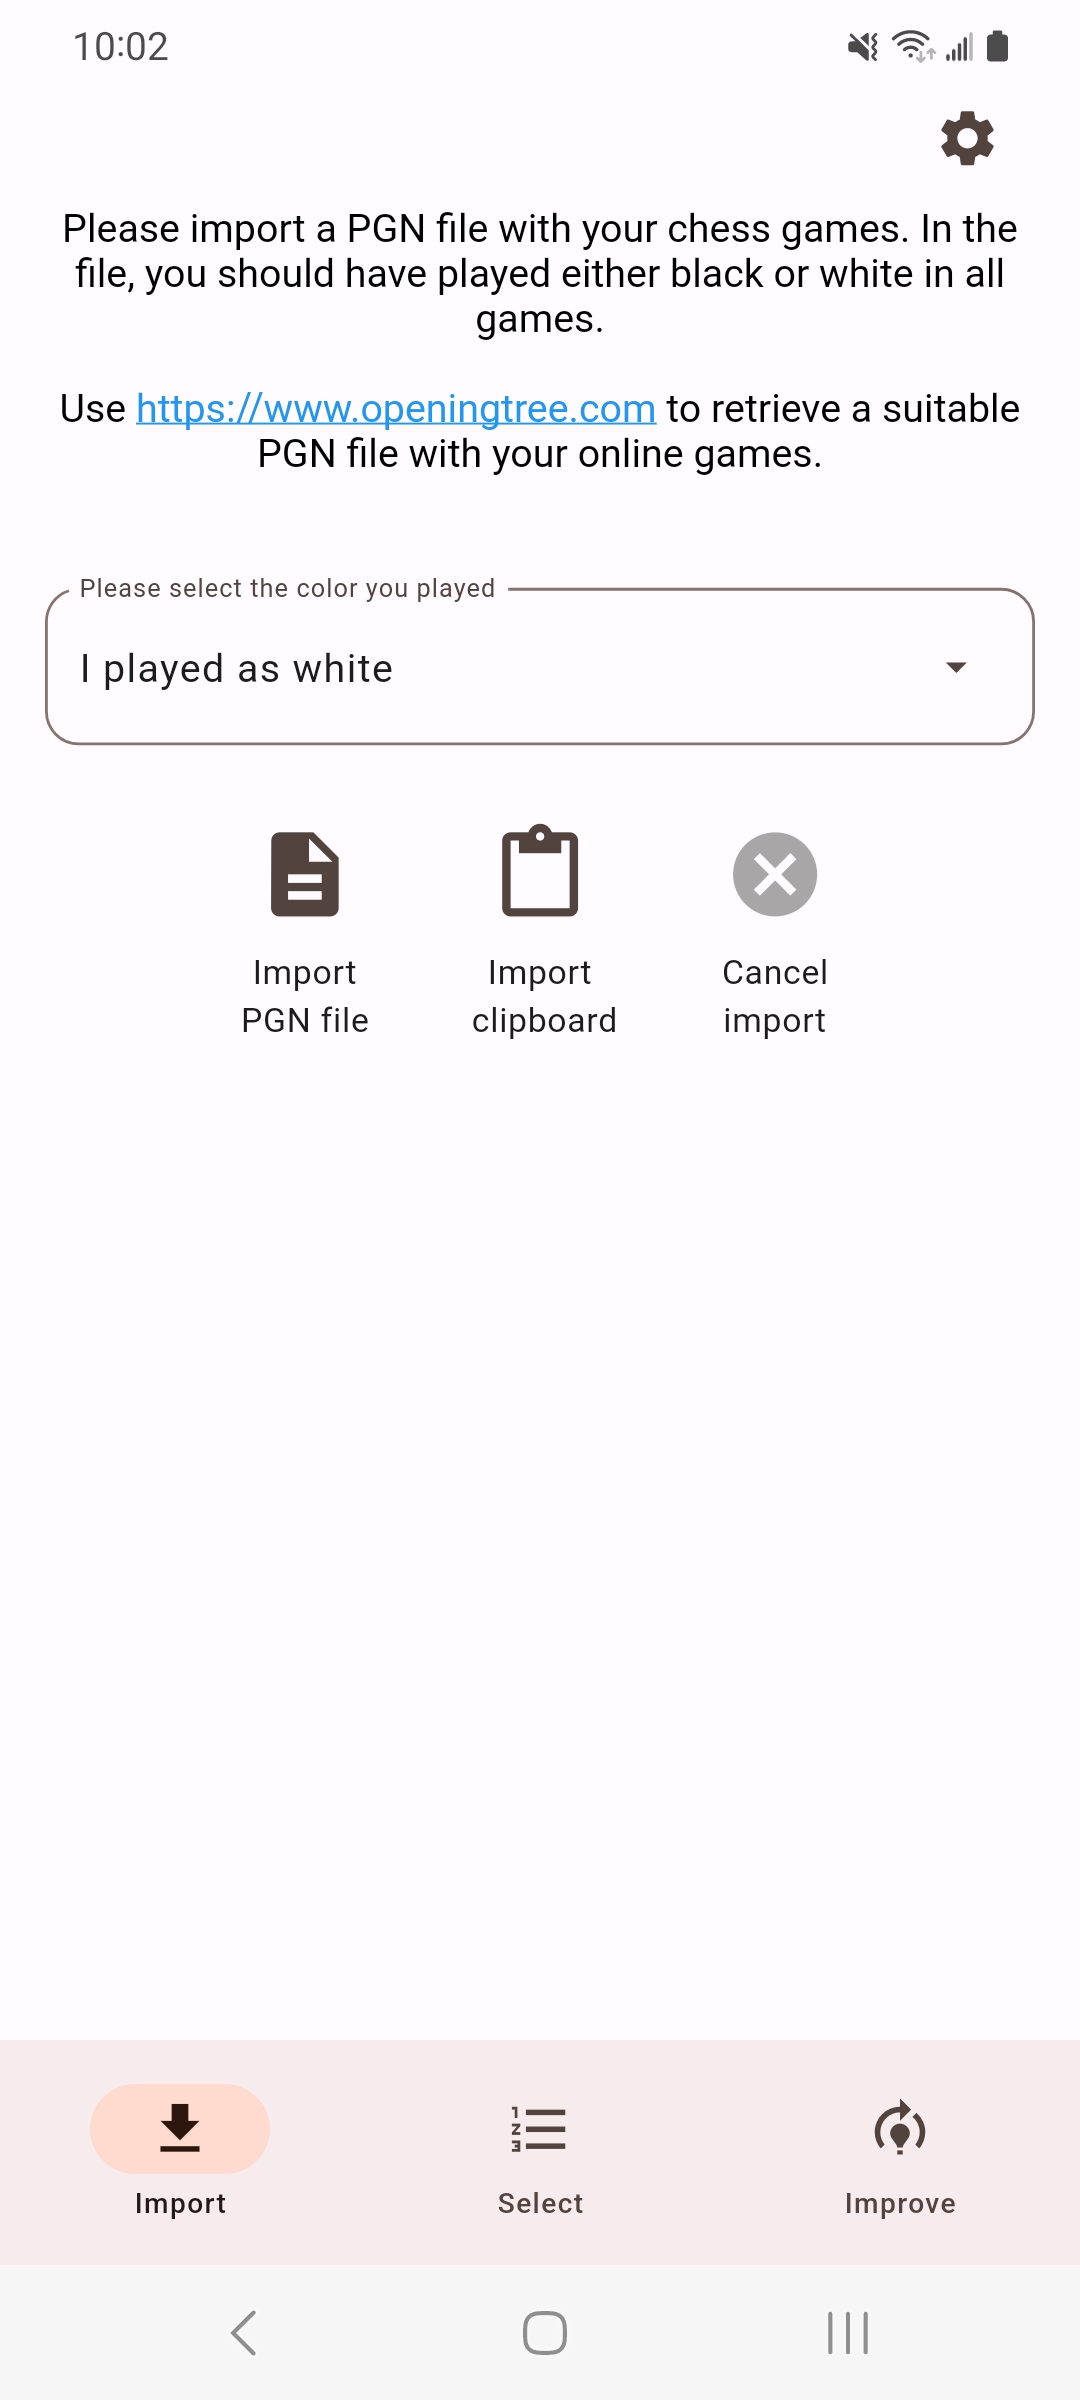 10:02
Please import a PGN file with your chess games. In the
file, you should have played either black or white in all
games.
Use https://www.openingtree.com to retrieve a suitable
PGN file with your online games.
Please select the color you played
I played as white
Import
PGN file
Import
clipboard
Cancel
import
Import
Select
Improve